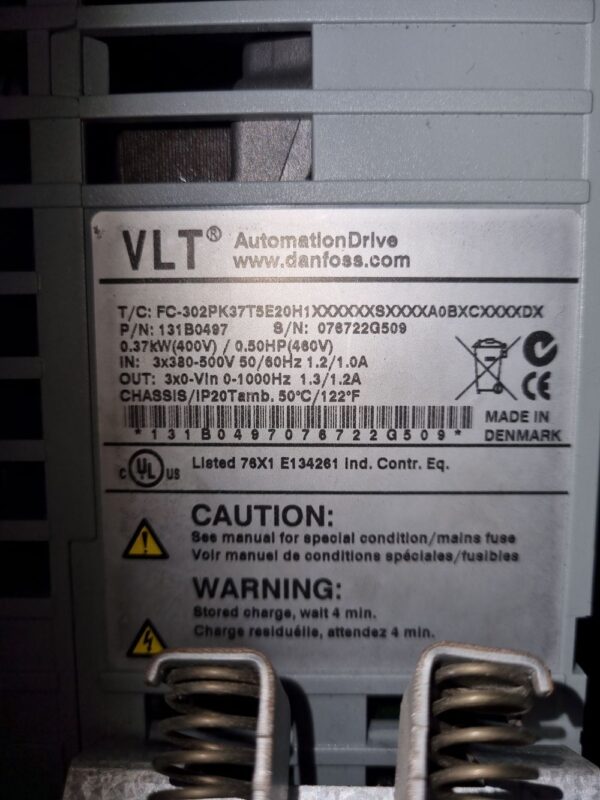 VLT® AutomationDrive
www.danfoss.com
T/C: FC-302PK37T5E20H1XXXXXXSXXXXA0BXCXXXXDX
P/N: 131B0497 S/N: 076722G509
0.37kW(400V) / 0.50HP(460V)
IN: 3x380-500V 50/60Hz 1.2/1.0A
OUT: 3x0-Vin 0-1000Hz 1.3/1.2A
CHASSIS/IP20Tamb. 50°C/122°F
*131B0497076722G509*
MADE IN
DENMARK
CE
c UL US Listed 76X1 E134261 Ind. Contr. Eq.
CAUTION:
See manual for special condition/mains fuse
Voir manuel de conditions spéciales/fusibles
WARNING:
Stored charge, wait 4 min.
Charge residuélle, attendez 4 min.